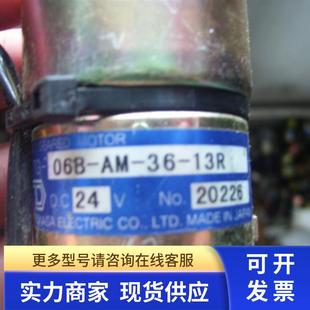 GEARED MOTOR
06B-AM-36-13R
D.C 24 V No. 20226
ELECTRIC CO., LTD. MADE IN JAPAN
更多型号请咨询在线客服
实力商家 现货供应
可开
发票